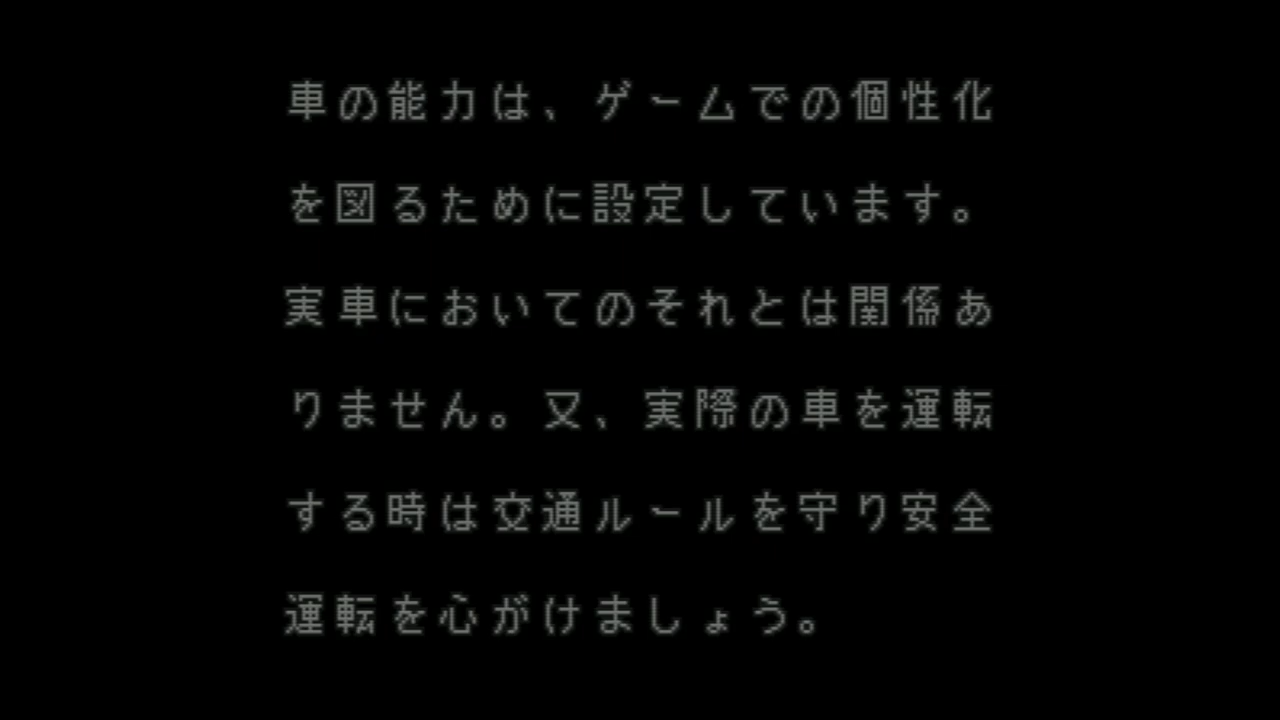 車の能力は、ゲームでの個性化
を図るために設定しています。
実車においてのそれとは関係あ
りません。又、実際の車を運転
する時は交通ルールを守り安全
運転を心がけましょう。